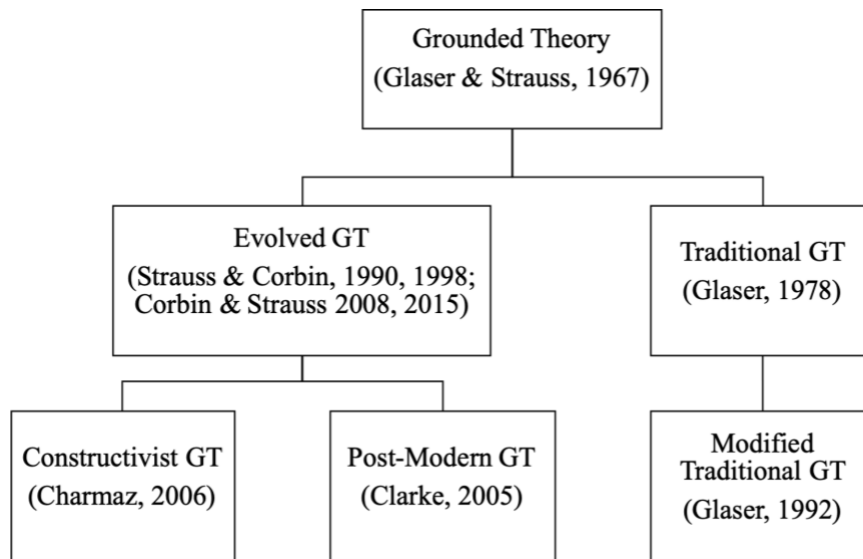 Grounded Theory
(Glaser & Strauss, 1967)
Evolved GT
(Strauss & Corbin, 1990, 1998;
Corbin & Strauss 2008, 2015)
Traditional GT
(Glaser, 1978)
Constructivist GT
(Charmaz, 2006)
Post-Modern GT
(Clarke, 2005)
Modified
Traditional GT
(Glaser, 1992)